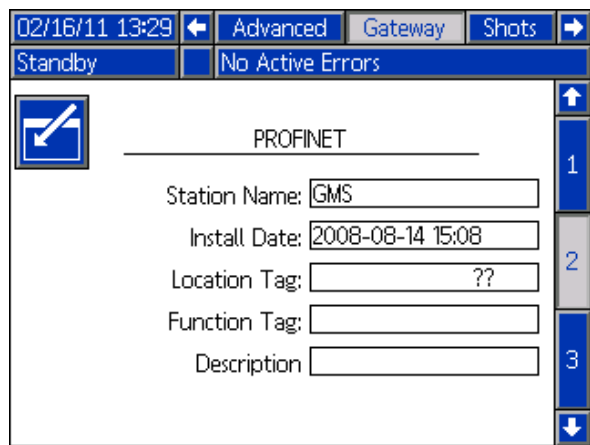 02/16/11 13:29 Advanced Gateway Shots
Standby No Active Errors
PROFINET
1
Station Name: GMS
Install Date: 2008-08-14 15:08
2
Location Tag: ??
Function Tag:
Description
3